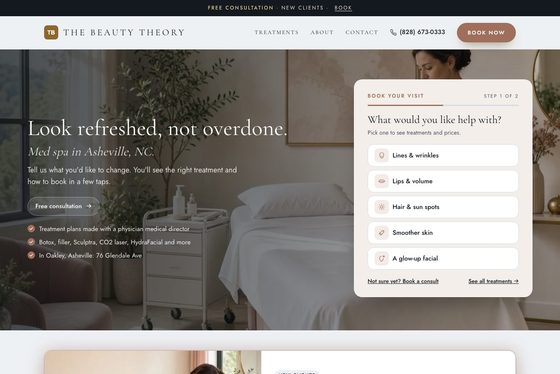 FREE CONSULTATION · NEW CLIENTS · BOOK
TB THE BEAUTY THEORY
TREATMENTS ABOUT CONTACT (828) 673-0333 BOOK NOW
Look refreshed, not overdone.
Med spa in Asheville, NC.
Tell us what you'd like to change. You'll see the right treatment and
how to book in a few taps.
Free consultation →
Treatment plans made with a physician medical director
Botox, filler, Sculptra, CO2 laser, HydraFacial and more
In Oakley, Asheville: 76 Glendale Ave
BOOK YOUR VISIT STEP 1 OF 2
What would you like help with?
Pick one to see treatments and prices.
Lines & wrinkles
Lips & volume
Hair & sun spots
Smoother skin
A glow-up facial
Not sure yet? Book a consult See all treatments →